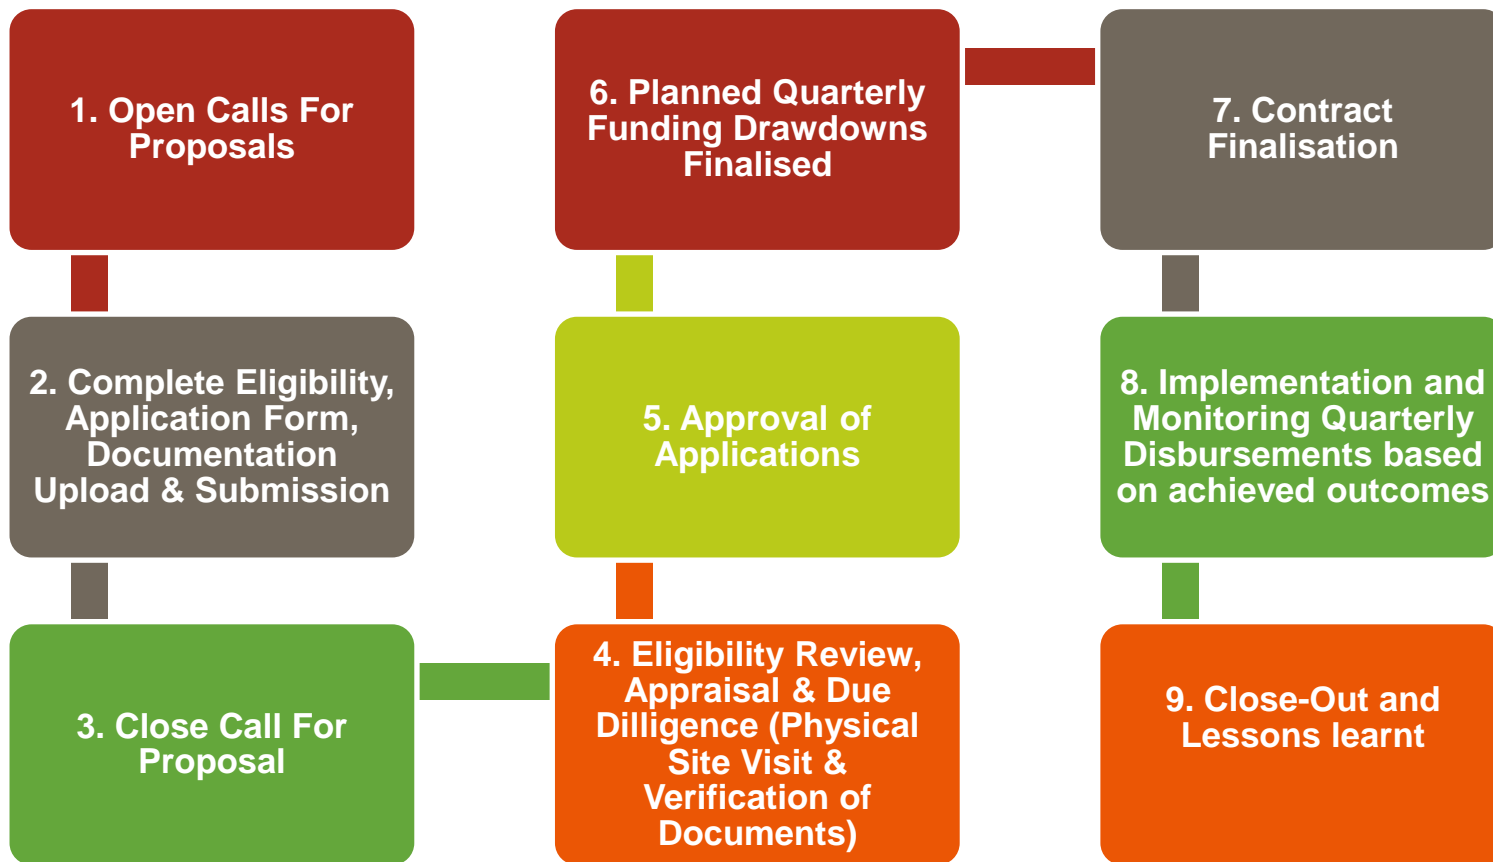 1. Open Calls For
Proposals
2. Complete Eligibility,
Application Form,
Documentation
Upload & Submission
3. Close Call For
Proposal
4. Eligibility Review,
Appraisal & Due
Dilligence (Physical
Site Visit &
Verification of
Documents)
5. Approval of
Applications
6. Planned Quarterly
Funding Drawdowns
Finalised
7. Contract
Finalisation
8. Implementation and
Monitoring Quarterly
Disbursements based
on achieved outcomes
9. Close-Out and
Lessons learnt